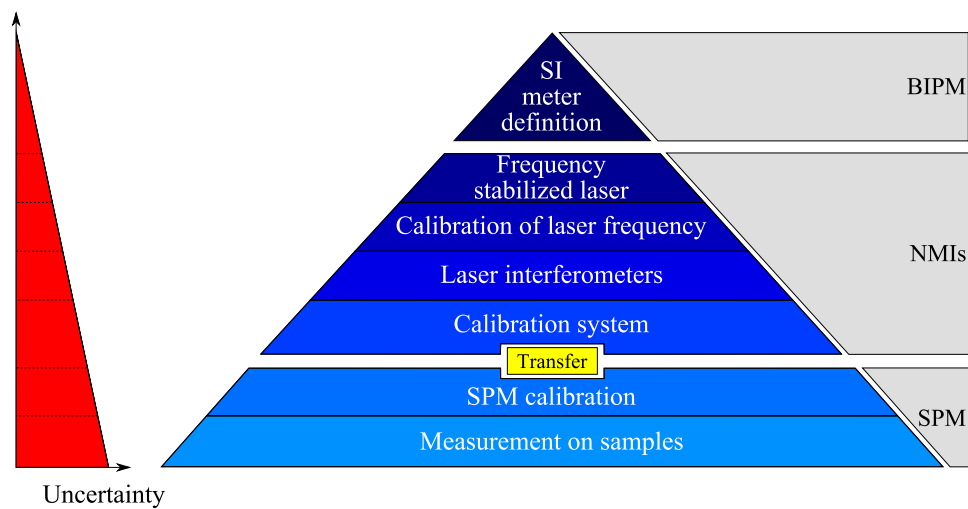 SI
meter
definition
BIPM
Frequency
stabilized laser
Calibration of laser frequency
NMIs
Laser interferometers
Calibration system
Transfer
SPM calibration
SPM
Measurement on samples
Uncertainty